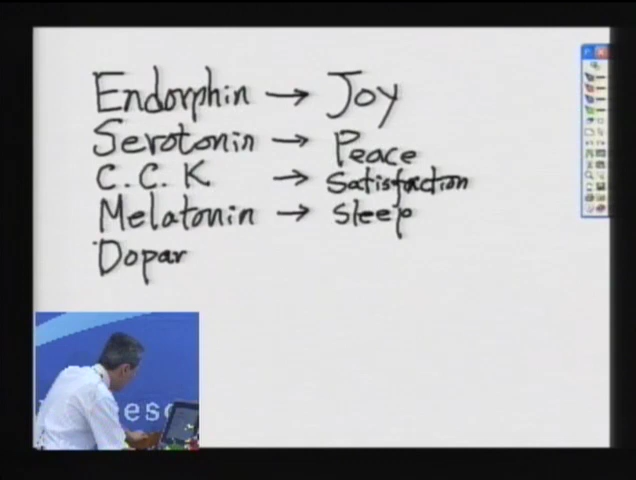 Endorphin → Joy
Serotonin → Peace
C.C.K → Satisfaction
Melatonin → Sleep
Dopar